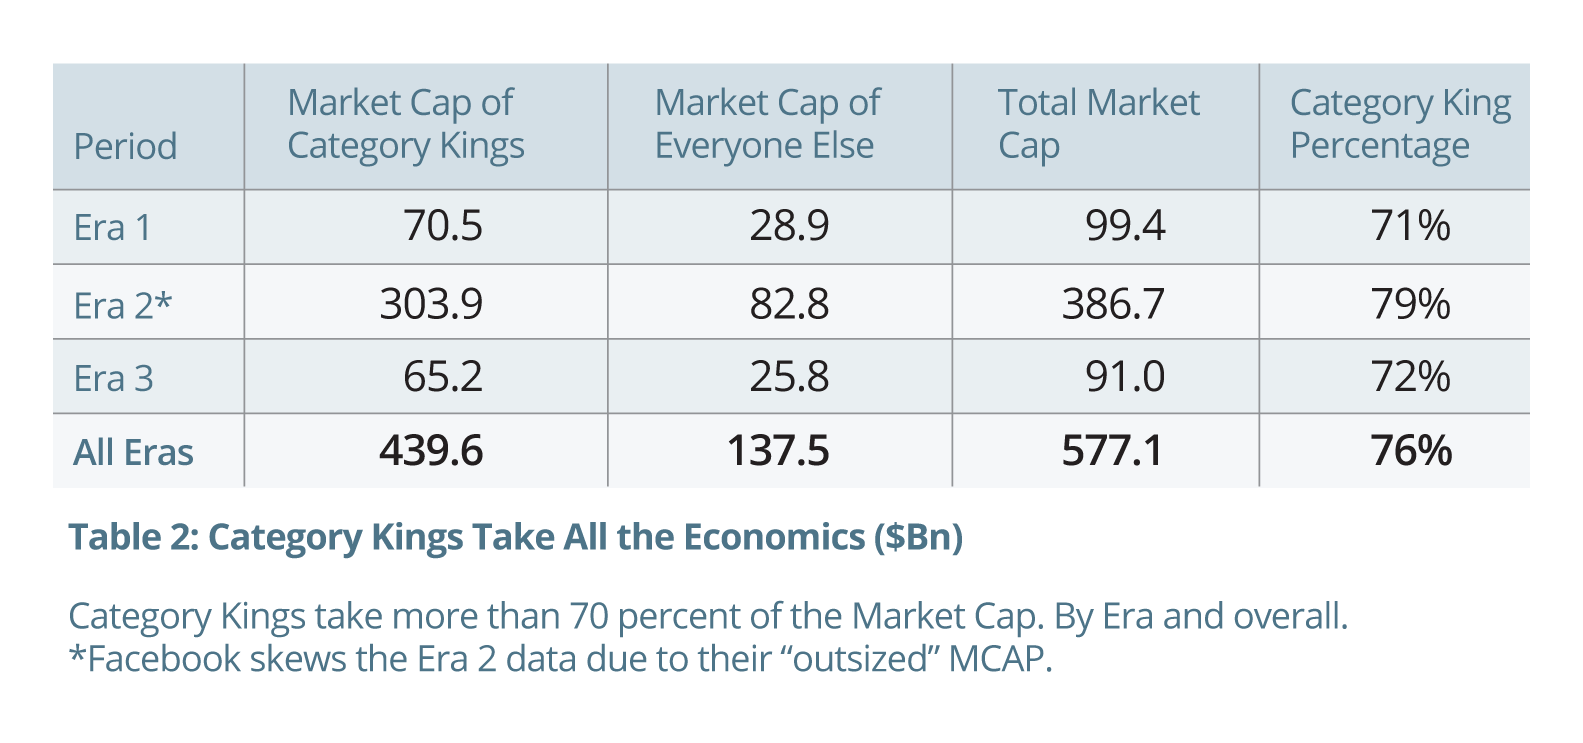 Period Market Cap of Category Kings Market Cap of Everyone Else Total Market Cap Category King Percentage
Era 1 70.5 28.9 99.4 71%
Era 2* 303.9 82.8 386.7 79%
Era 3 65.2 25.8 91.0 72%
All Eras 439.6 137.5 577.1 76%
Table 2: Category Kings Take All the Economics ($Bn)
Category Kings take more than 70 percent of the Market Cap. By Era and overall.
*Facebook skews the Era 2 data due to their “outsized” MCAP.